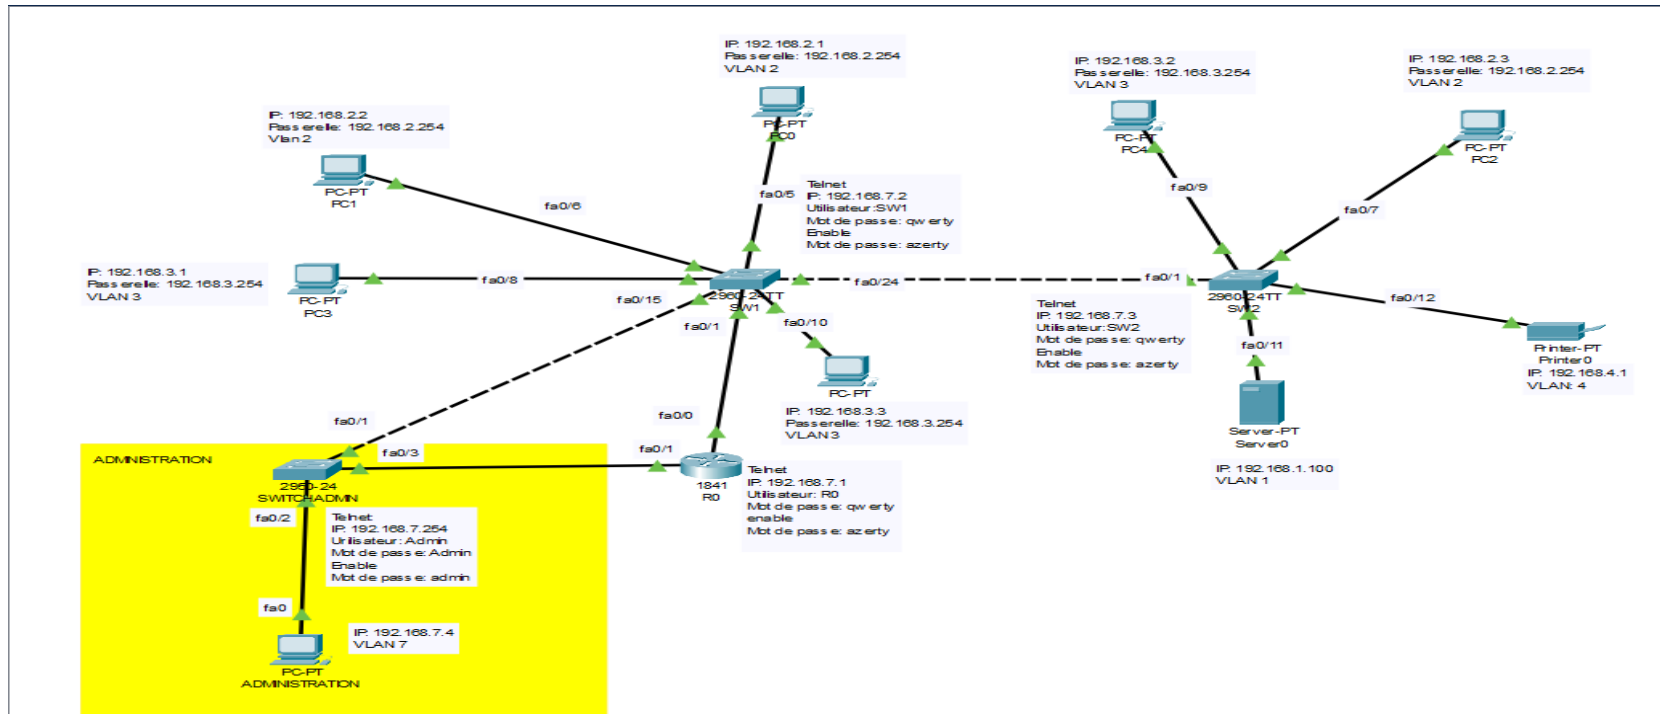 IP: 192.168.2.1
Passerelle: 192.168.2.254
VLAN 2
PC-PT
PC0
IP: 192.168.3.2
Passerelle: 192.168.3.254
VLAN 3
PC-PT
PC4
IP: 192.168.2.3
Passerelle: 192.168.2.254
VLAN 2
PC-PT
PC2
IP: 192.168.2.2
Passerelle: 192.168.2.254
Vlan 2
PC-PT
PC1
fa0/6
fa0/5
Telnet
IP: 192.168.7.2
Utilisateur:SW1
Mot de passe: qwerty
Enable
Mot de passe: azerty
fa0/9
fa0/7
IP: 192.168.3.1
Passerelle: 192.168.3.254
VLAN 3
PC-PT
PC3
fa0/8
fa0/15
fa0/1
2960-24TT
SW1
fa0/24
fa0/10
fa0/1
2960-24TT
SW2
Telnet
IP: 192.168.7.3
Utilisateur:SW2
Mot de passe: qwerty
Enable
Mot de passe: azerty
fa0/12
fa0/11
Printer-PT
Printer0
IP: 192.168.4.1
VLAN: 4
PC-PT
IP: 192.168.3.3
Passerelle: 192.168.3.254
VLAN 3
Server-PT
Server0
IP: 192.168.1.100
VLAN 1
fa0/0
fa0/1
1841
R0
Telnet
IP: 192.168.7.1
Utilisateur: R0
Mot de passe: qwerty
enable
Mot de passe: azerty
fa0/1
fa0/3
ADMINISTRATION
2950-24
SWITCHADMIN
fa0/2
Telnet
IP: 192.168.7.254
Urilisateur: Admin
Mot de passe: Admin
Enable
Mot de passe: admin
fa0
IP: 192.168.7.4
VLAN 7
PC-PT
ADMINISTRATION